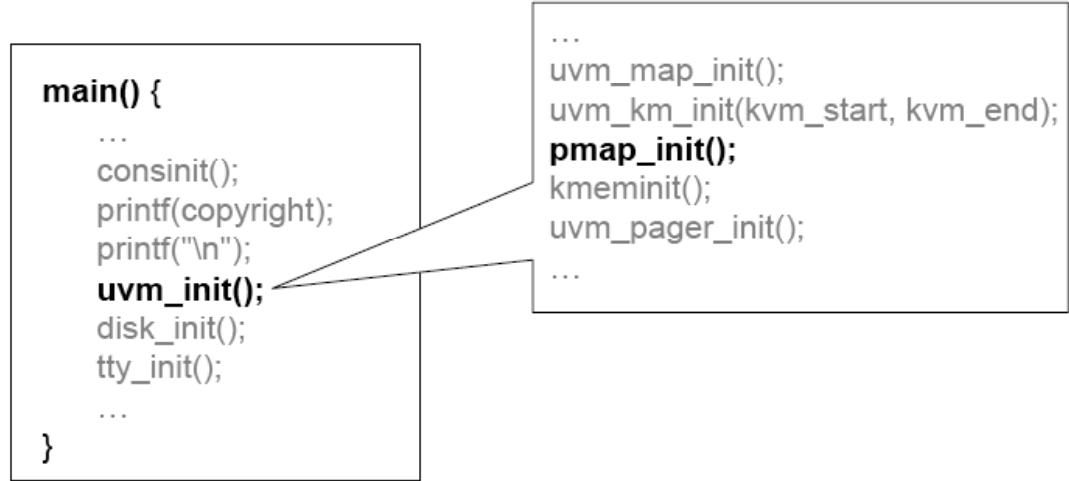 main() {
…
consinit();
printf(copyright);
printf("\n");
uvm_init();
disk_init();
tty_init();
…
}
…
uvm_map_init();
uvm_km_init(kvm_start, kvm_end);
pmap_init();
kmeminit();
uvm_pager_init();
…